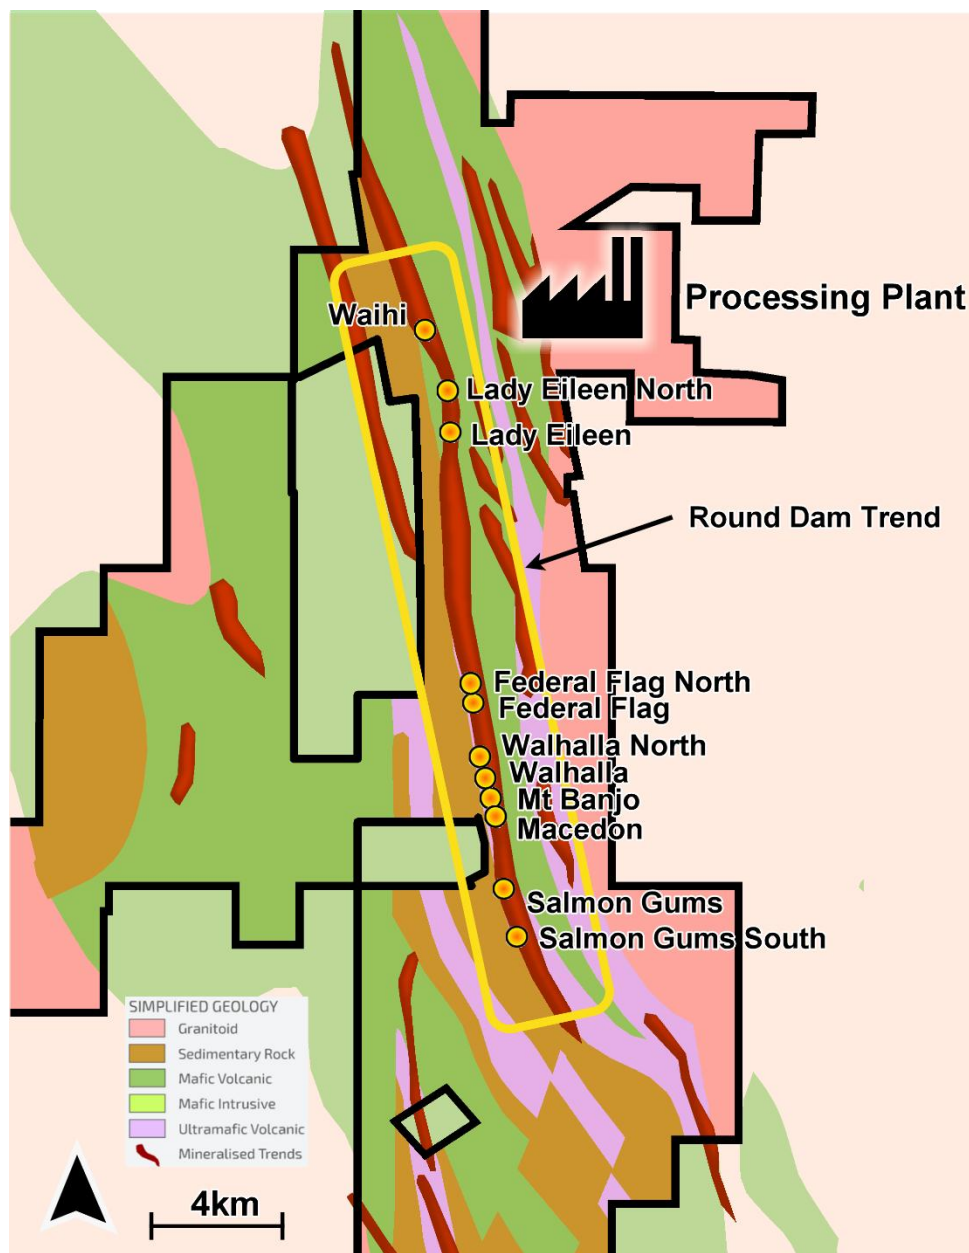 Processing Plant
Waihi
Lady Eileen North
Lady Eileen
Round Dam Trend
Federal Flag North
Federal Flag
Walhalla North
Walhalla
Mt Banjo
Macedon
Salmon Gums
Salmon Gums South
SIMPLIFIED GEOLOGY
Granitoid
Sedimentary Rock
Mafic Volcanic
Mafic Intrusive
Ultramafic Volcanic
Mineralised Trends
4km